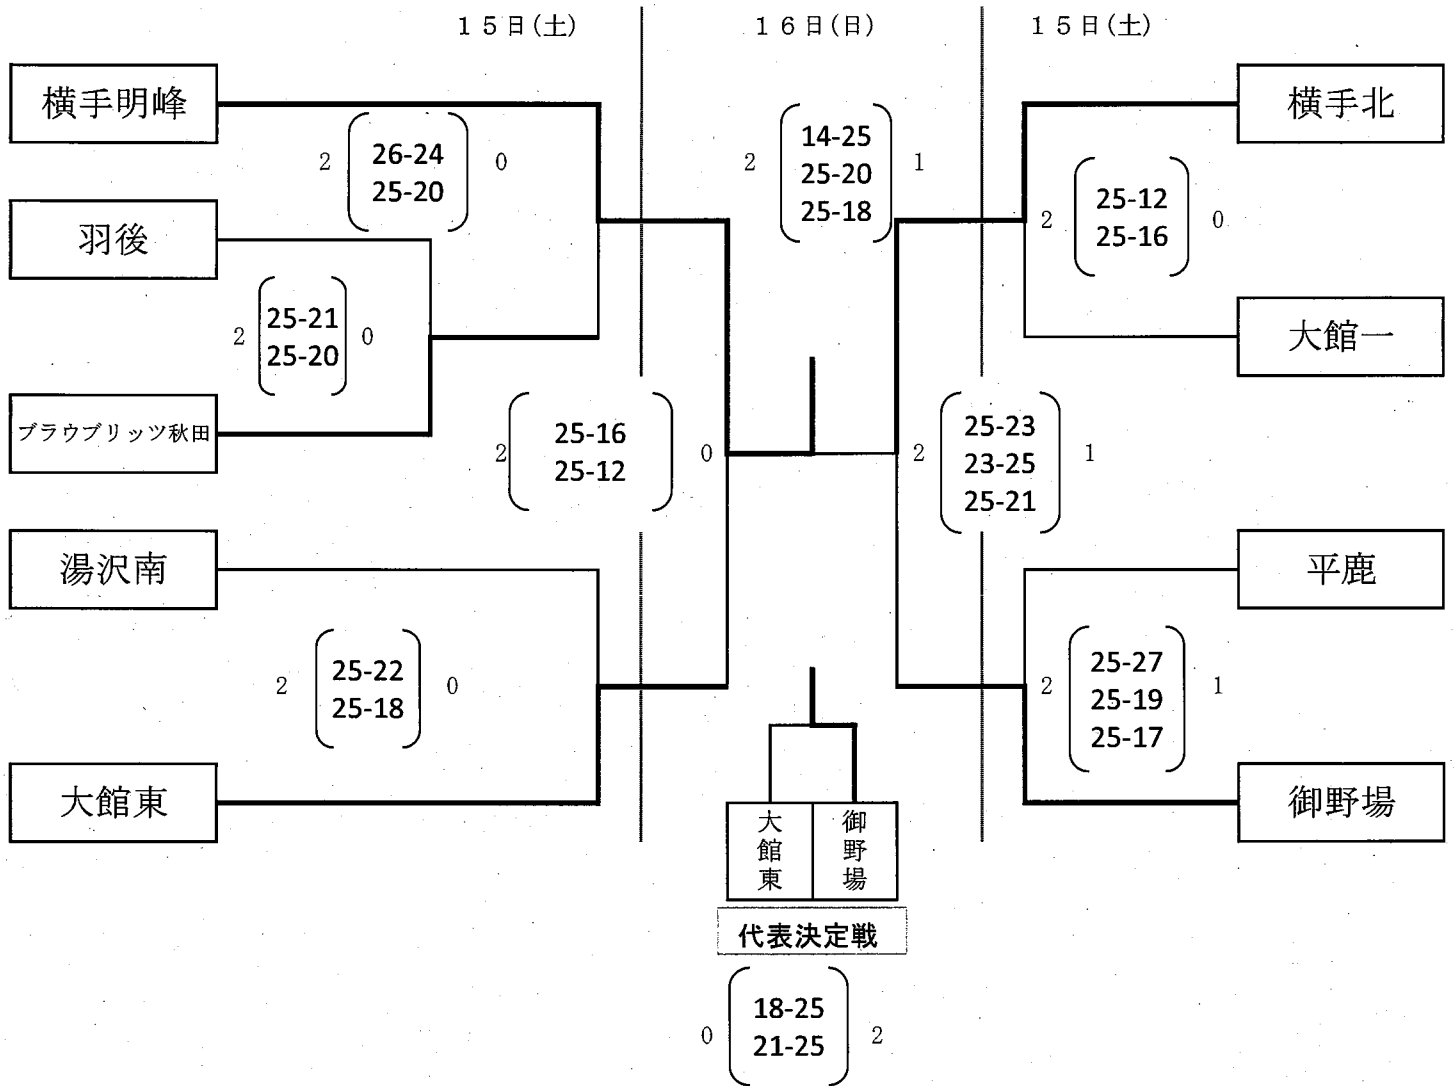 １５日(土)
１６日(日)
１５日(土)
横手明峰
横手北
2
26-24
25-20
0
2
14-25
25-20
25-18
1
2
25-12
25-16
0
羽後
2
25-21
25-20
0
大館一
ブラウブリッツ秋田
2
25-16
25-12
0
2
25-23
23-25
25-21
1
湯沢南
平鹿
2
25-22
25-18
0
2
25-27
25-19
25-17
1
大館東
御野場
大館東
御野場
代表決定戦
0
18-25
21-25
2